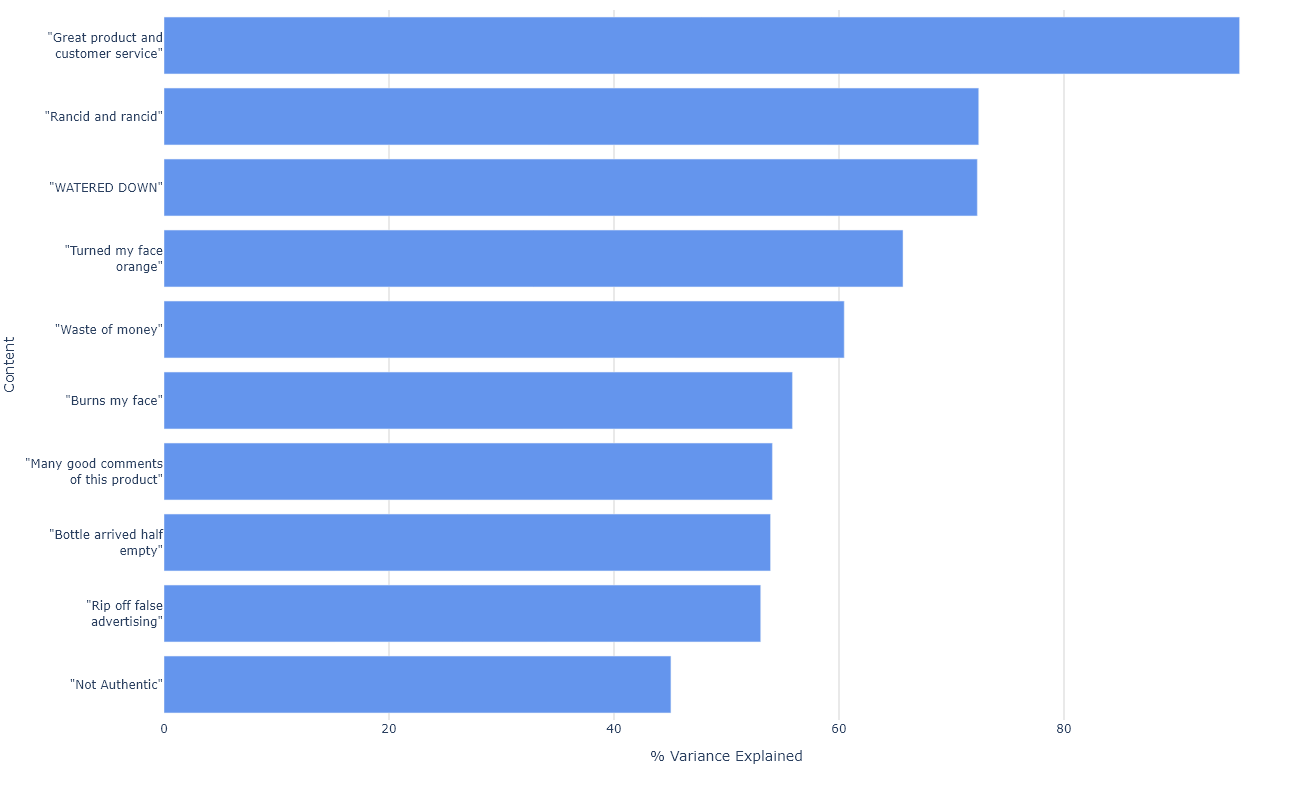 "Great product and
customer service"
"Rancid and rancid"
"WATERED DOWN"
"Turned my face
orange"
"Waste of money"
"Burns my face"
"Many good comments
of this product"
"Bottle arrived half
empty"
"Rip off false
advertising"
"Not Authentic"
Content
0 20 40 60 80
% Variance Explained